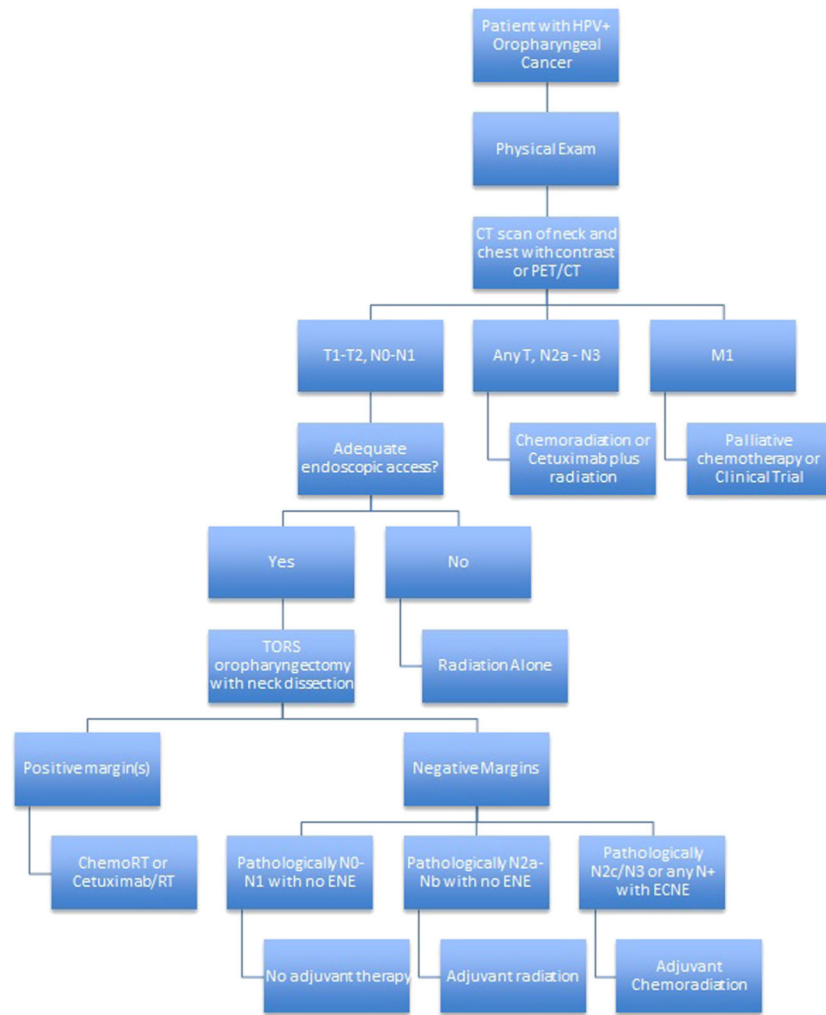 Patient with HPV+
Oropharyngeal
Cancer
Physical Exam
CT scan of neck and
chest with contrast
or PET/CT
T1-T2, N0-N1
Any T, N2a - N3
M1
Adequate
endoscopic access?
Chemoradiation or
Cetuximab plus
radiation
Palliative
chemotherapy or
Clinical Trial
Yes
No
TORS
oropharyngectomy
with neck dissection
Radiation Alone
Positive margin(s)
Negative Margins
ChemoRT or
Cetuximab/RT
Pathologically N0-
N1 with no ENE
Pathologically N2a-
Nb with no ENE
Pathologically
N2c/N3 or any N+
with ECNE
No adjuvant therapy
Adjuvant radiation
Adjuvant
Chemoradiation